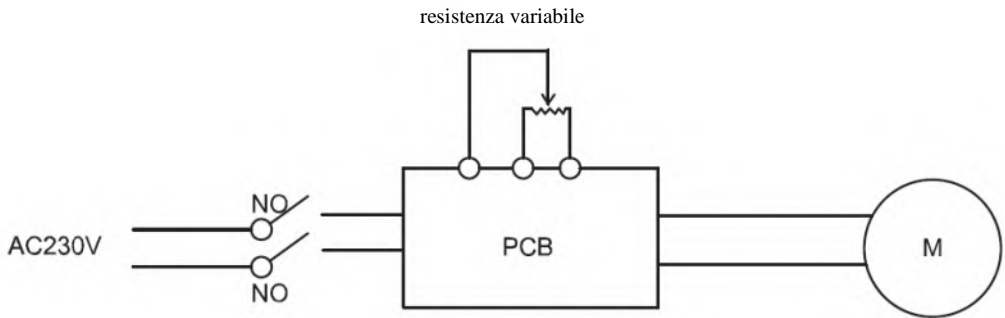 resistenza variabile
NO
AC230V
PCB
M
NO